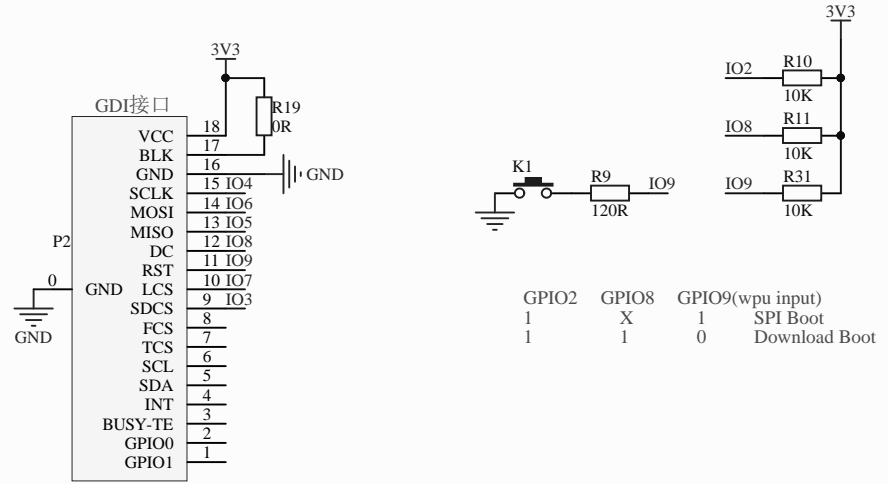 3V3
R19
0R
GDI接口
P2
VCC 18
BLK 17
GND 16 GND
SCLK 15 IO4
MOSI 14 IO6
MISO 13 IO5
DC 12 IO8
RST 11 IO9
0 GND LCS 10 IO7
SDCS 9 IO3
GND
FCS 8
TCS 7
SCL 6
SDA 5
INT 4
BUSY-TE 3
GPIO0 2
GPIO1 1
3V3
IO2 R10
10K
IO8 R11
10K
IO9 R31
10K
K1 R9 IO9
120R
GPIO2 GPIO8 GPIO9(wpu input)
1 X 1 SPI Boot
1 1 0 Download Boot